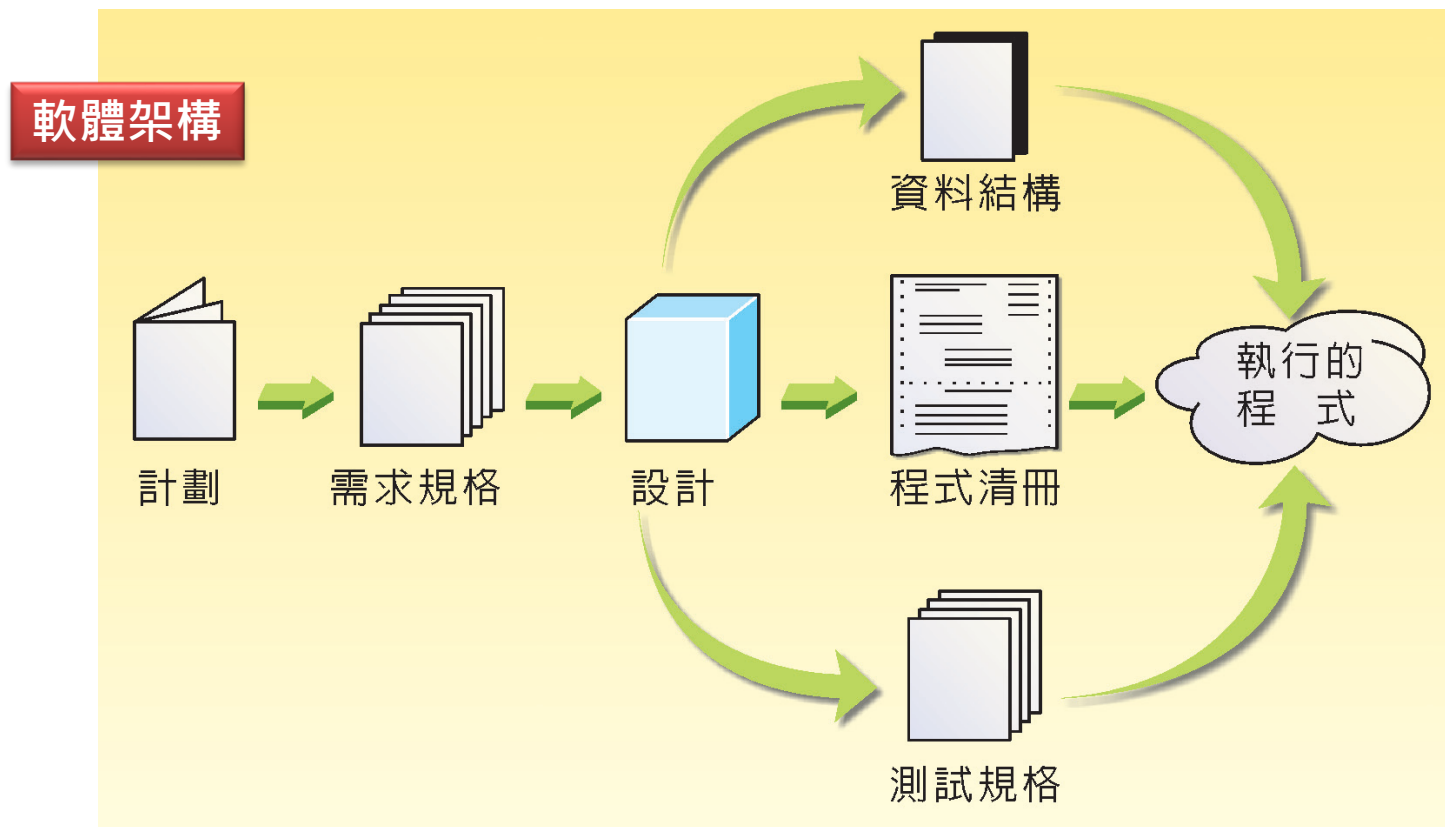 軟體架構
資料結構
計劃
需求規格
設計
程式清冊
執行的
程 式
測試規格